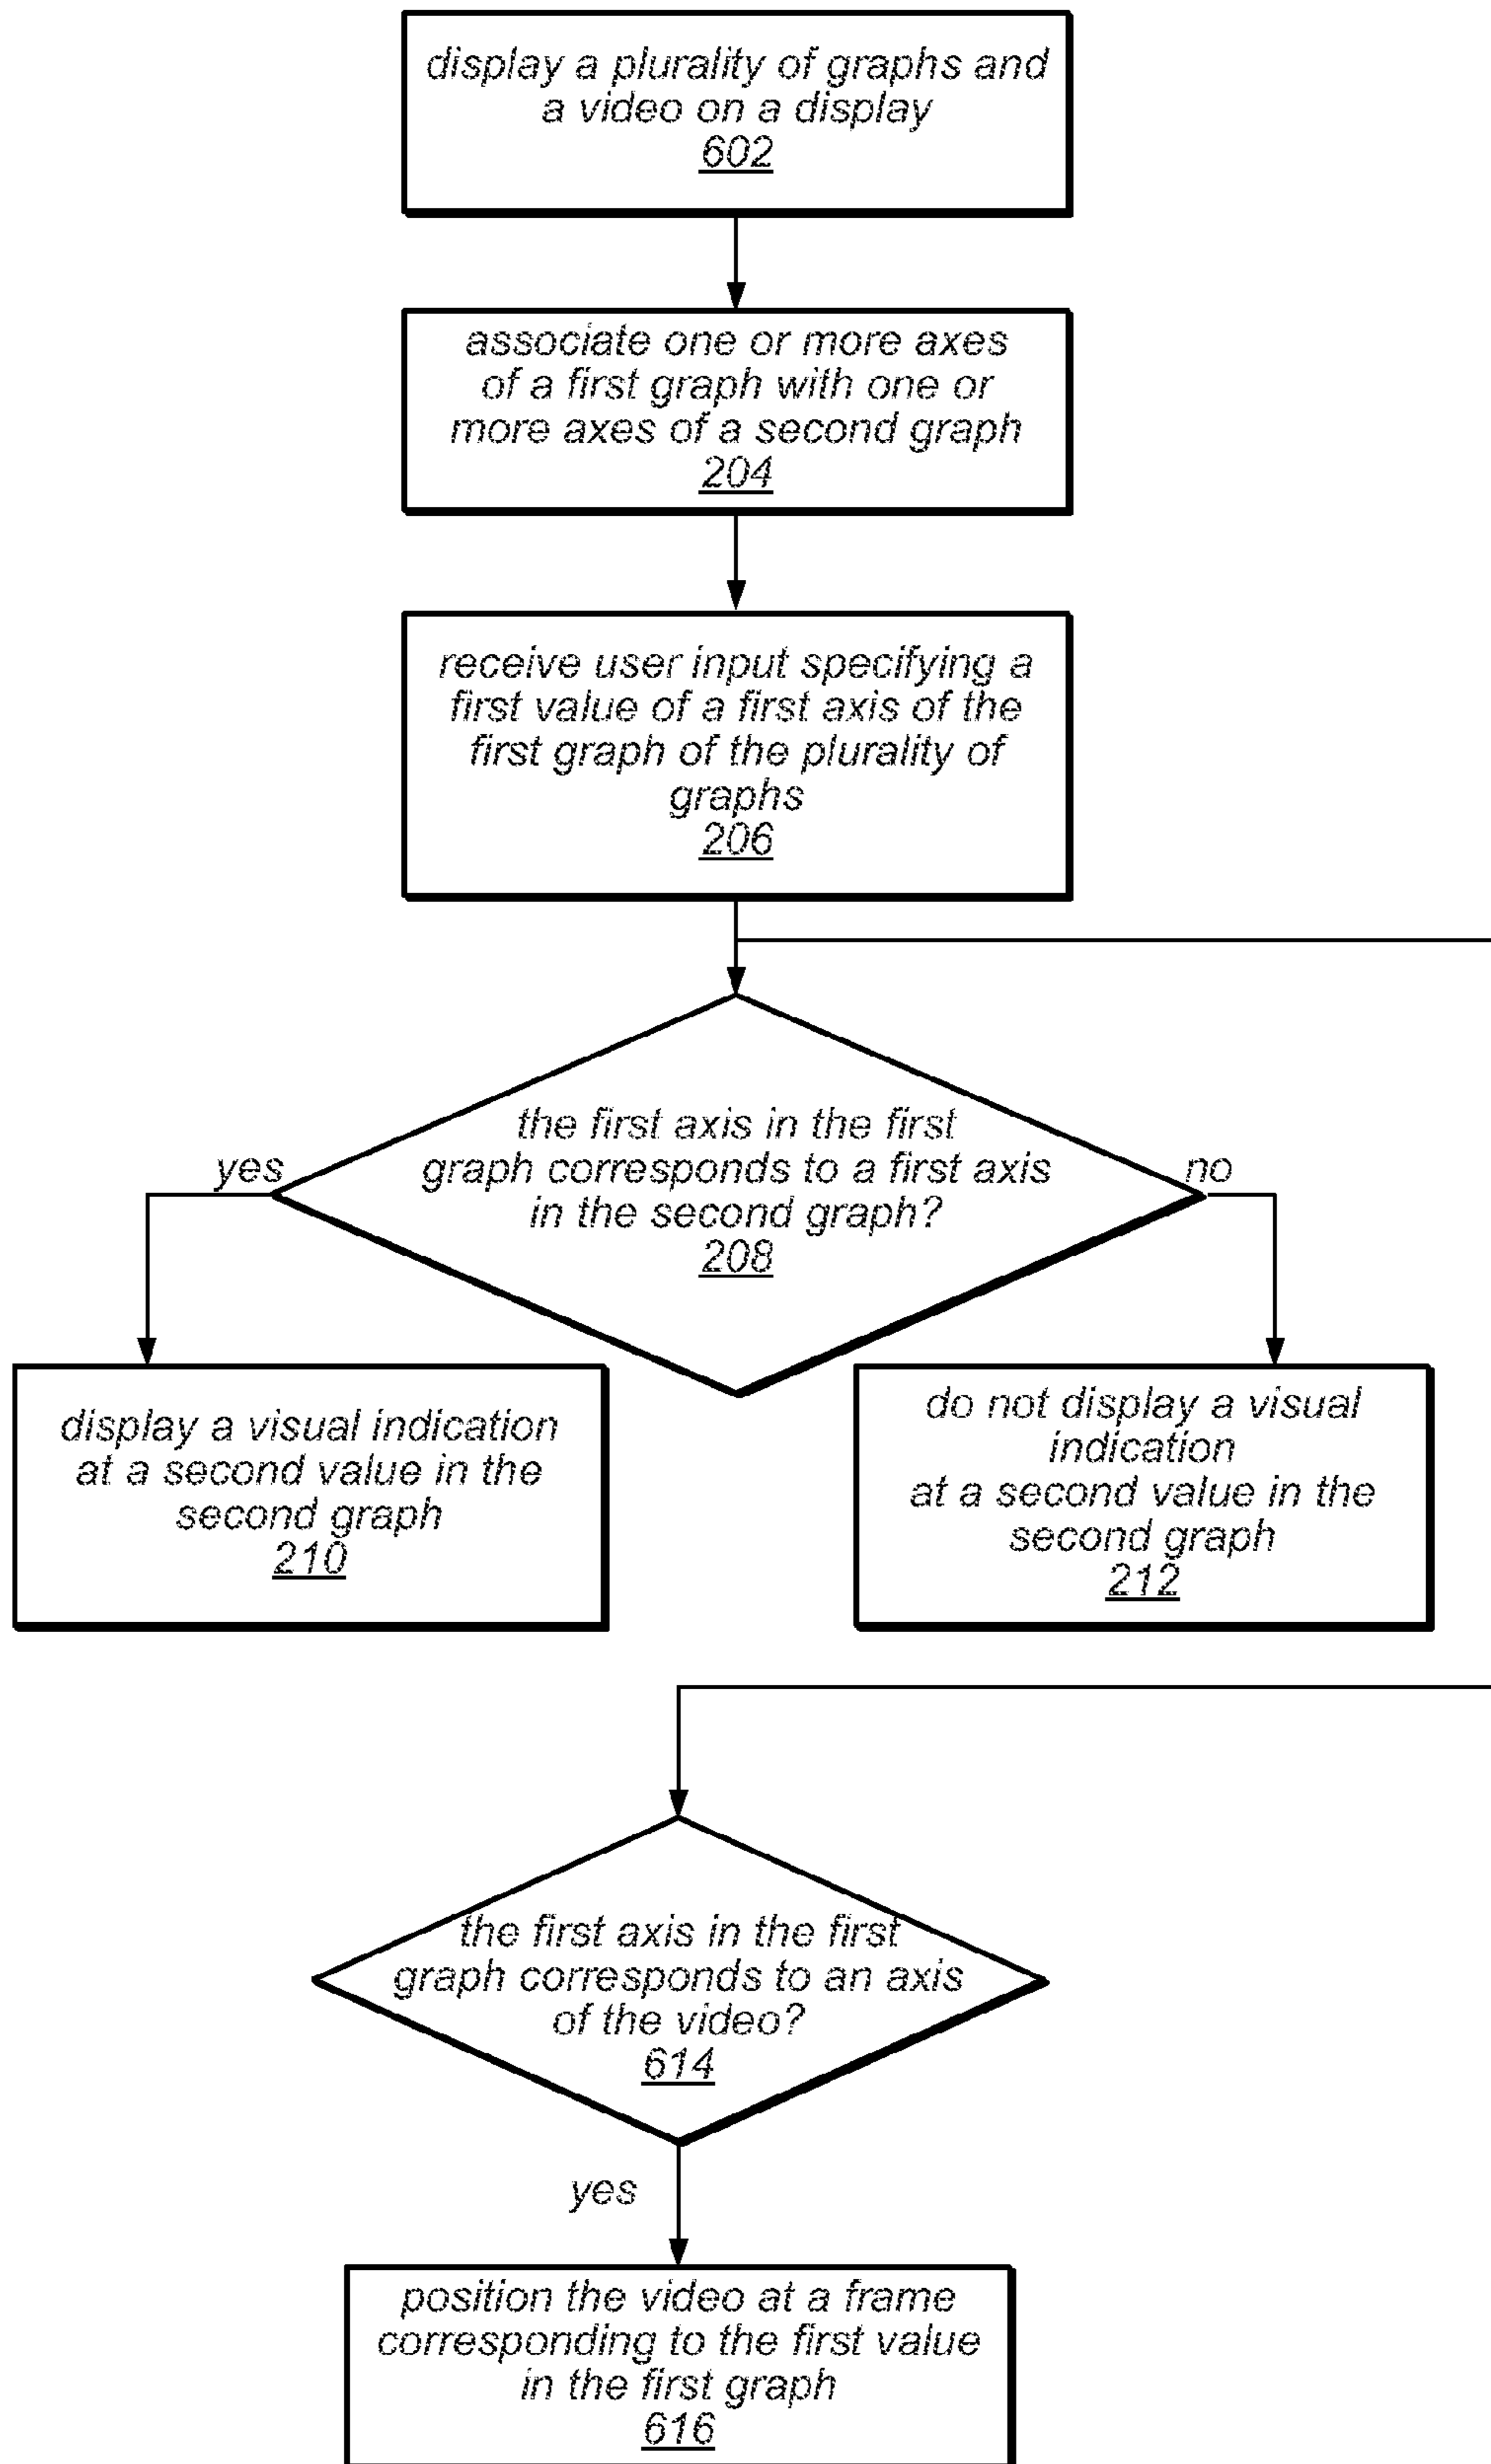 display a plurality of graphs and
a video on a display
602
associate one or more axes
of a first graph with one or
more axes of a second graph
204
receive user input specifying a
first value of a first axis of the
first graph of the plurality of
graphs
206
the first axis in the first
graph corresponds to a first axis
in the second graph?
208
yes
no
display a visual indication
at a second value in the
second graph
210
do not display a visual
indication
at a second value in the
second graph
212
the first axis in the first
graph corresponds to an axis
of the video?
614
yes
position the video at a frame
corresponding to the first value
in the first graph
616